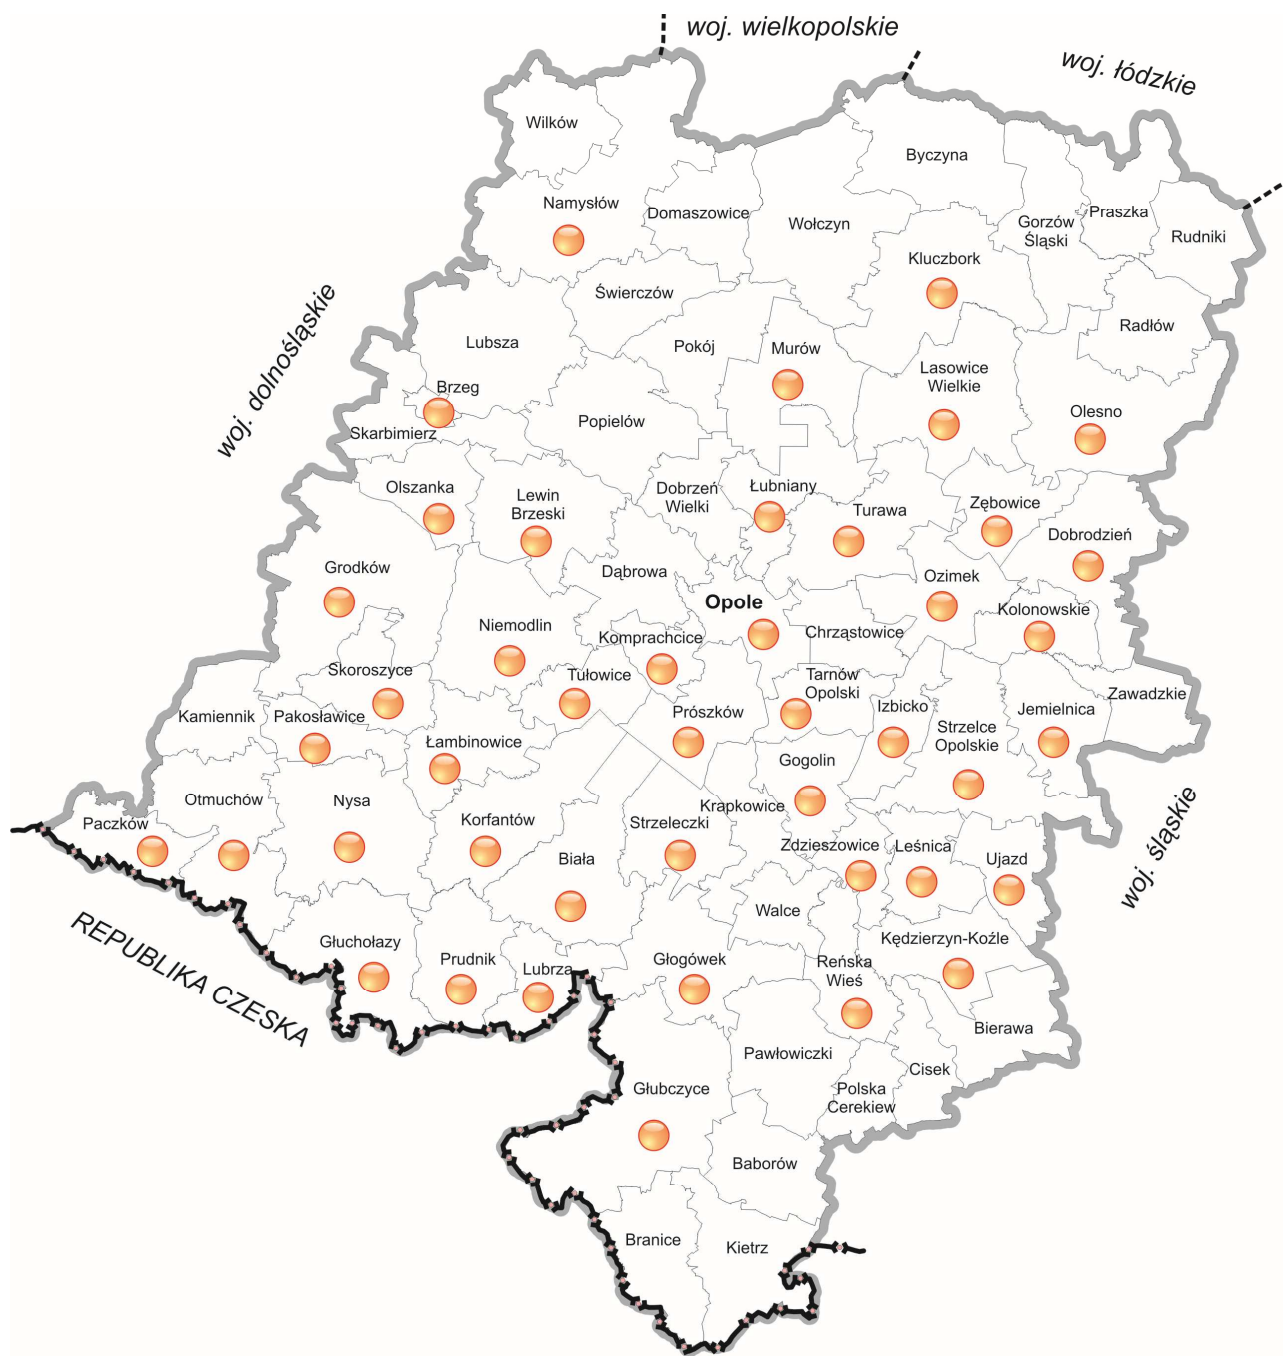 woj. wielkopolskie
woj. łódzkie
Wilków
Byczyna
Namysłów
Domaszowice
Wołczyn
Gorzów
Śląski
Praszka
Rudniki
Kluczbork
Świerczów
woj. dolnośląskie
Lubsza
Pokój
Murów
Radłów
Lasowice
Wielkie
Brzeg
Skarbimierz
Popielów
Olesno
Olszanka
Lewin
Brzeski
Dobrzeń
Wielki
Łubniany
Turawa
Zębowice
Dobrodzień
Grodków
Dąbrowa
Ozimek
Opole
Kolonowskie
Niemodlin
Komprachcice
Chrząstowice
Skoroszyce
Tułowice
Tarnów
Opolski
Zawadzkie
Kamiennik
Pakosławice
Prószków
Izbicko
Jemielnica
Strzelce
Opolskie
Łambinowice
Gogolin
Otmuchów
Nysa
Krapkowice
Paczków
Korfantów
Strzeleczki
Zdzieszowice
Leśnica
Ujazd
woj. śląskie
Biała
Walce
REPUBLIKA CZESKA
Głuchołazy
Prudnik
Lubrza
Głogówek
Reńska
Wieś
Kędzierzyn-Koźle
Bierawa
Pawłowiczki
Cisek
Głubczyce
Polska
Cerekiew
Baborów
Branice
Kietrz